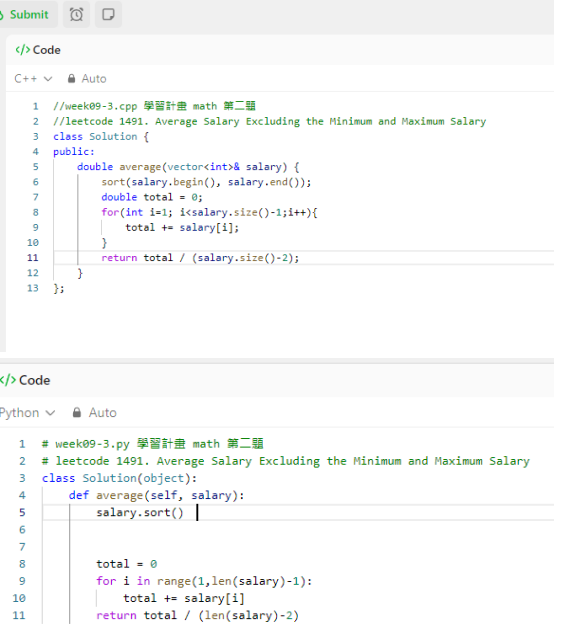 Submit
</> Code
C++ Auto
1 //week09-3.cpp 學習計畫 math 第二題
2 //leetcode 1491. Average Salary Excluding the Minimum and Maximum Salary
3 class Solution {
4 public:
5     double average(vector<int>& salary) {
6         sort(salary.begin(), salary.end());
7         double total = 0;
8         for(int i=1; i<salary.size()-1;i++){
9             total += salary[i];
10         }
11         return total / (salary.size()-2);
12     }
13 };
</> Code
Python Auto
1 # week09-3.py 學習計畫 math 第二題
2 # leetcode 1491. Average Salary Excluding the Minimum and Maximum Salary
3 class Solution(object):
4     def average(self, salary):
5         salary.sort()
6
7
8         total = 0
9         for i in range(1,len(salary)-1):
10             total += salary[i]
11         return total / (len(salary)-2)